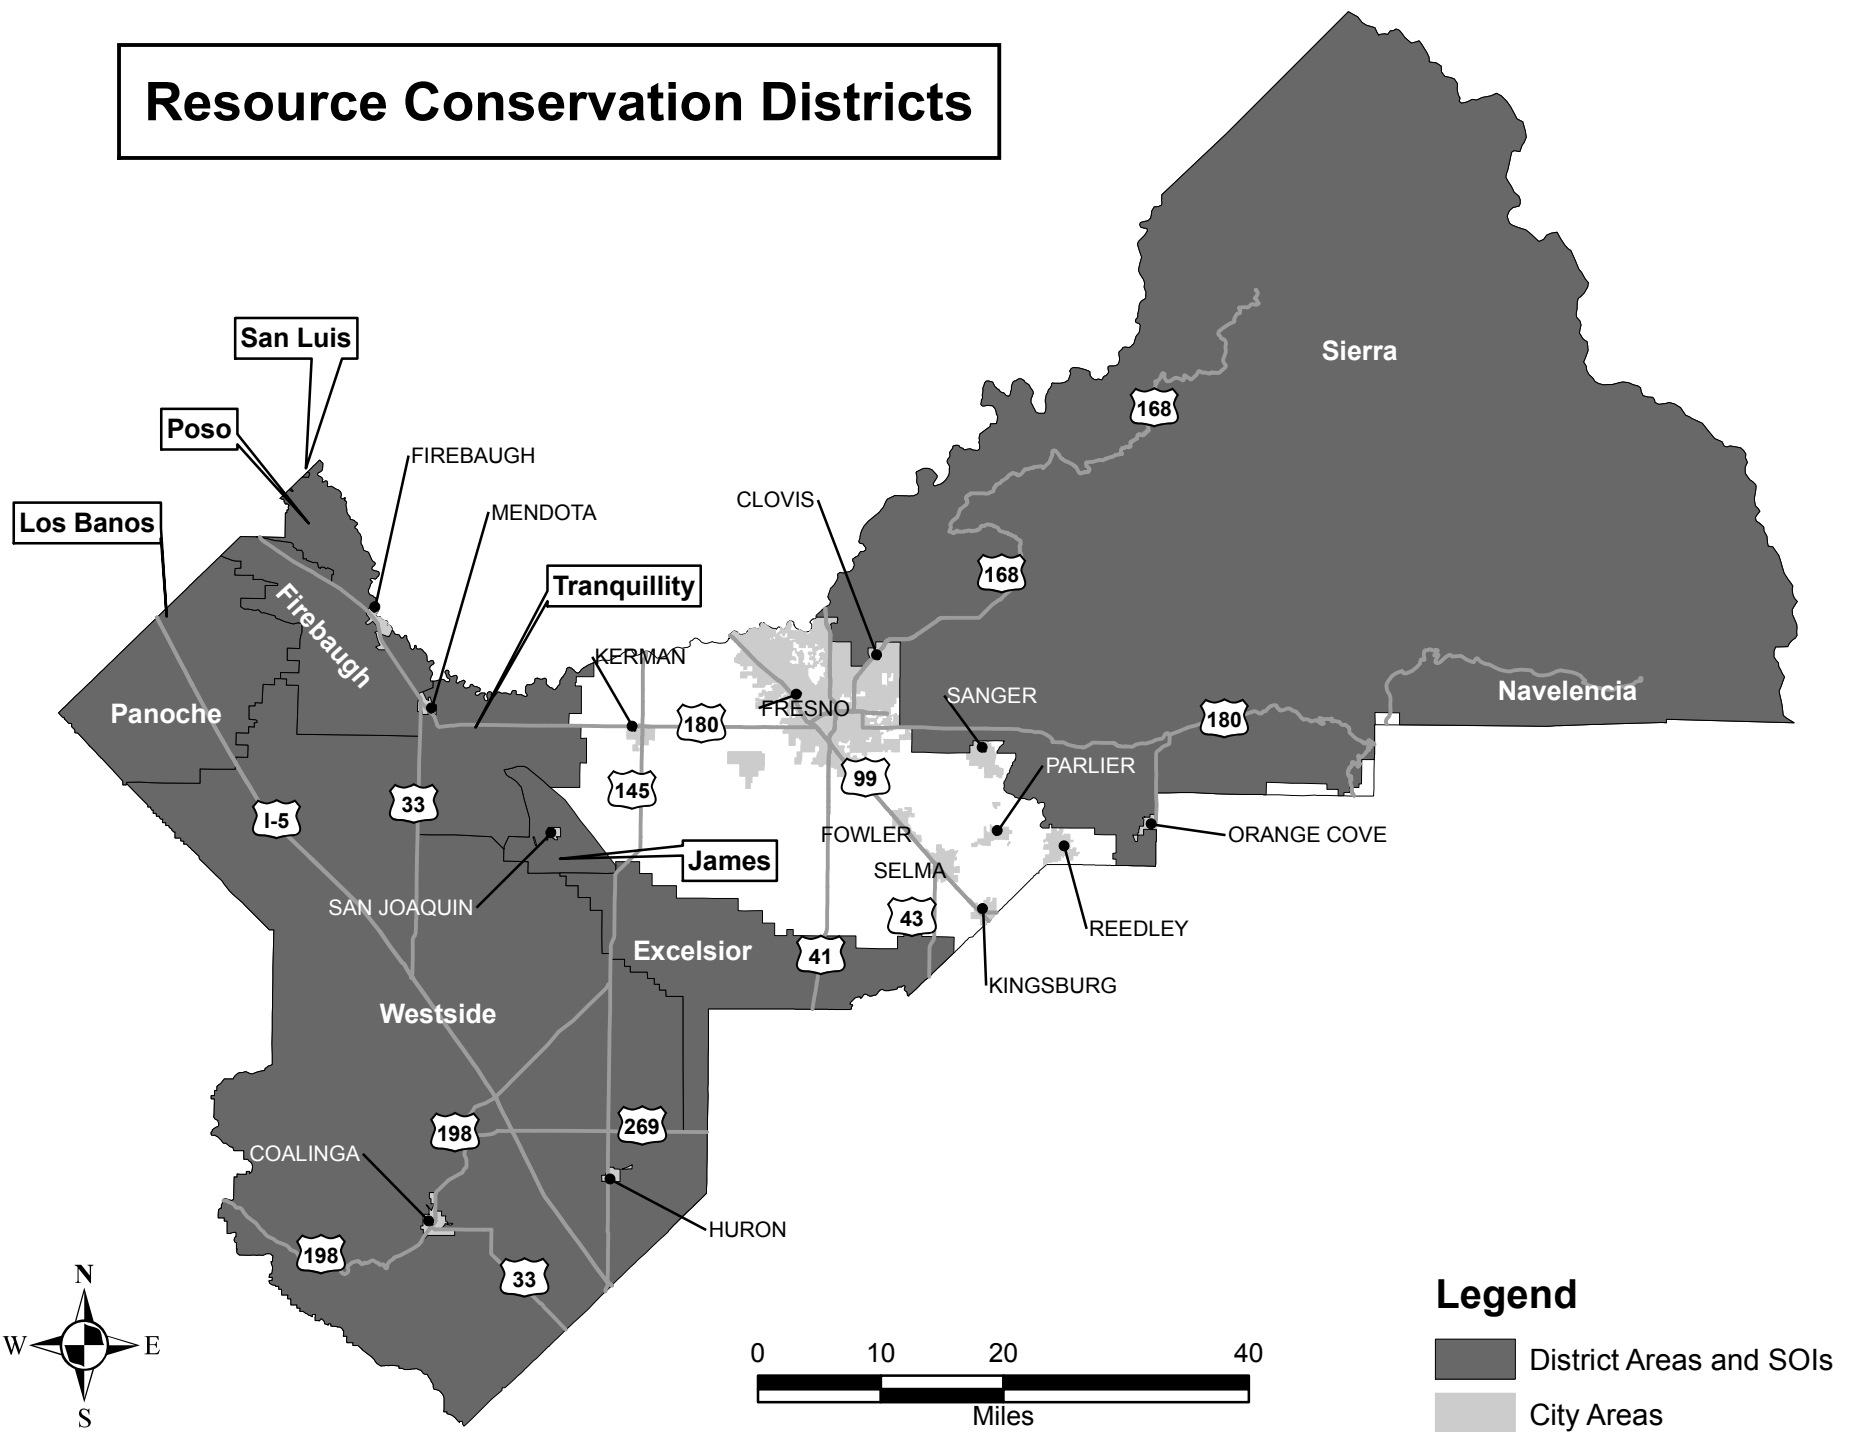 Resource Conservation Districts
San Luis
Sierra
168
Poso
FIREBAUGH
CLOVIS
MENDOTA
Los Banos
168
Tranquillity
Firebaugh
KERMAN
SANGER
Navelencia
FRESNO
Panoche
180
180
PARLIER
99
145
33
I-5
FOWLER
ORANGE COVE
James
SELMA
SAN JOAQUIN
43
REEDLEY
Excelsior
41
KINGSBURG
Westside
198
269
COALINGA
HURON
198
33
N
W
E
S
0 10 20 40
Miles
Legend
District Areas and SOIs
City Areas